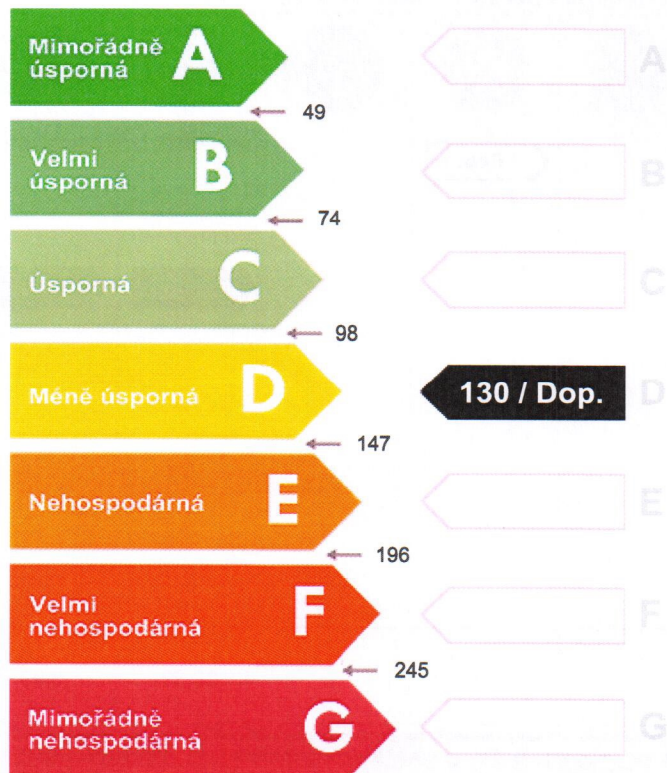 Mimořádně
úsporná
A
A
49
Velmi
úsporná
B
B
74
Úsporná
C
C
98
Méně úsporná
D
130 / Dop.
D
147
Nehospodárná
E
E
196
Velmi
nehospodárná
F
F
245
Mimořádně
nehospodárná
G
G